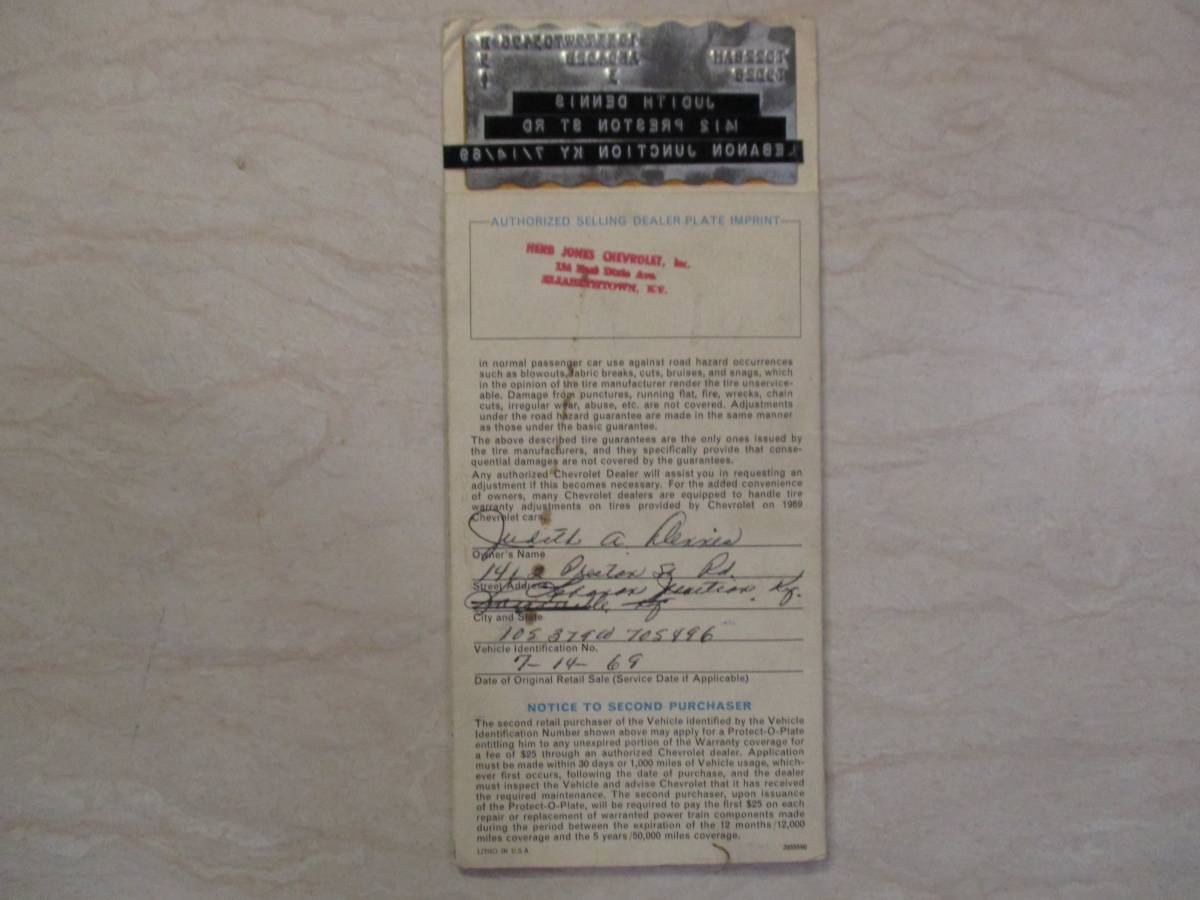 JUDITH DENNIS
1412 PRESTON ST RD
LEBANON JUNCTION KY 7/14/69
AUTHORIZED SELLING DEALER PLATE IMPRINT
HERB JONES CHEVROLET, Inc.
Dixie Ave.
ELIZABETHTOWN, KY.
in normal passenger car use against road hazard occurrences
such as blowouts, fabric breaks, cuts, bruises, and snags, which
in the opinion of the tire manufacturer render the tire unservice-
able. Damage from punctures, running flat, fire, wrecks, chain
cuts, irregular wear, abuse, etc. are not covered. Adjustments
under the road hazard guarantee are made in the same manner
as those under the basic guarantee.
The above described tire guarantees are the only ones issued by
the tire manufacturers, and they specifically provide that conse-
quential damages are not covered by the guarantees.
Any authorized Chevrolet Dealer will assist you in requesting an
adjustment if this becomes necessary. For the added convenience
of owners, many Chevrolet dealers are equipped to handle tire
warranty adjustments on tires provided by Chevrolet on 1969
Chevrolet cars.
Judith A. Dennis
Owner's Name
1412 Preston St Rd.
Street Address
Lebanon Junction, Ky.
City and State
105 379W 705496
Vehicle Identification No.
7-14-69
Date of Original Retail Sale (Service Date if Applicable)
NOTICE TO SECOND PURCHASER
The second retail purchaser of the Vehicle identified by the Vehicle
Identification Number shown above may apply for a Protect-O-Plate
entitling him to any unexpired portion of the Warranty coverage for
a fee of $25 through an authorized Chevrolet dealer. Application
must be made within 30 days or 1,000 miles of Vehicle usage, which-
ever first occurs, following the date of purchase, and the dealer
must inspect the Vehicle and advise Chevrolet that it has received
the required maintenance. The second purchaser, upon issuance
of the Protect-O-Plate, will be required to pay the first $25 on each
repair or replacement of warranted power train components made
during the period between the expiration of the 12 months/12,000
miles coverage and the 5 years/50,000 miles coverage.
LITHO IN U.S.A.